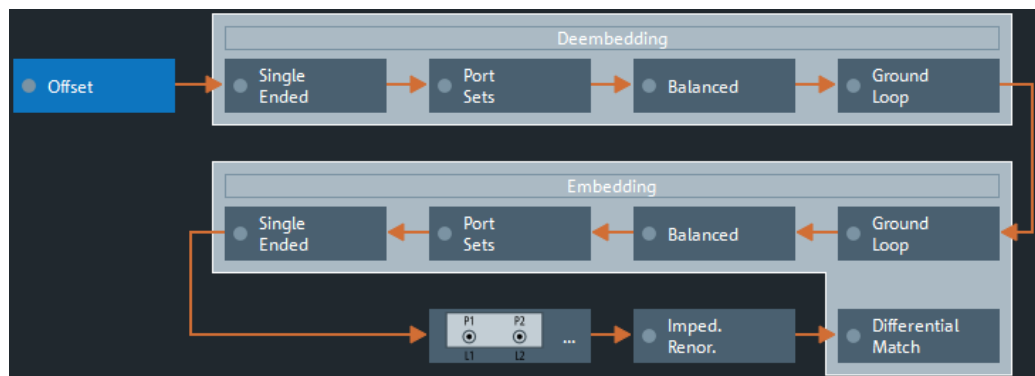 Deembedding
Offset
Single
Ended
Port
Sets
Balanced
Ground
Loop
Embedding
Single
Ended
Port
Sets
Balanced
Ground
Loop
P1 P2
L1 L2
...
Imped.
Renor.
Differential
Match